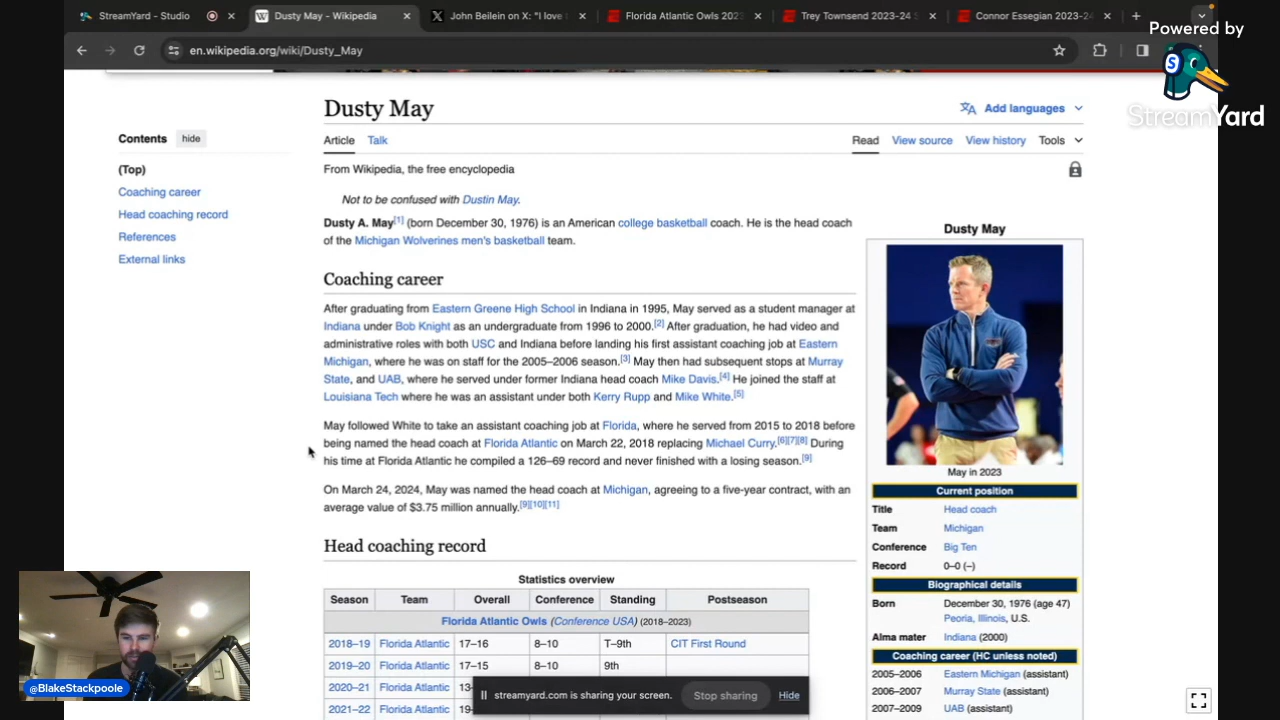 StreamYard - Studio
Dusty May - Wikipedia
John Beilein on X: "I love
Florida Atlantic Owls 202
Trey Townsend 2023-24 S
Connor Essegian 2023-24
en.wikipedia.org/wiki/Dusty_May
Powered by
StreamYard
Dusty May
Add languages
Contents hide
Article Talk
Read View source View history Tools
(Top)
Coaching career
Head coaching record
References
External links
From Wikipedia, the free encyclopedia
Not to be confused with Dustin May.
Dusty A. May[1] (born December 30, 1976) is an American college basketball coach. He is the head coach
of the Michigan Wolverines men's basketball team.
Coaching career
After graduating from Eastern Greene High School in Indiana in 1995, May served as a student manager at
Indiana under Bob Knight as an undergraduate from 1996 to 2000.[2] After graduation, he had video and
administrative roles with both USC and Indiana before landing his first assistant coaching job at Eastern
Michigan, where he was on staff for the 2005–2006 season.[3] May then had subsequent stops at Murray
State, and UAB, where he served under former Indiana head coach Mike Davis.[4] He joined the staff at
Louisiana Tech where he was an assistant under both Kerry Rupp and Mike White.[5]
May followed White to take an assistant coaching job at Florida, where he served from 2015 to 2018 before
being named the head coach at Florida Atlantic on March 22, 2018 replacing Michael Curry.[6][7][8] During
his time at Florida Atlantic he compiled a 126–69 record and never finished with a losing season.[9]
On March 24, 2024, May was named the head coach at Michigan, agreeing to a five-year contract, with an
average value of $3.75 million annually.[9][10][11]
Head coaching record
Statistics overview
Season Team Overall Conference Standing Postseason
Florida Atlantic Owls (Conference USA) (2018–2023)
2018–19 Florida Atlantic 17–16 8–10 T–9th CIT First Round
2019–20 Florida Atlantic 17–15 8–10 9th
2020–21 Florida Atlantic 13-
2021–22 Florida Atlantic 19-
Dusty May
May in 2023
Current position
Title Head coach
Team Michigan
Conference Big Ten
Record 0–0 (–)
Biographical details
Born December 30, 1976 (age 47)
Peoria, Illinois, U.S.
Alma mater Indiana (2000)
Coaching career (HC unless noted)
2005–2006 Eastern Michigan (assistant)
2006–2007 Murray State (assistant)
2007–2009 UAB (assistant)
streamyard.com is sharing your screen. Stop sharing Hide
@BlakeStackpoole